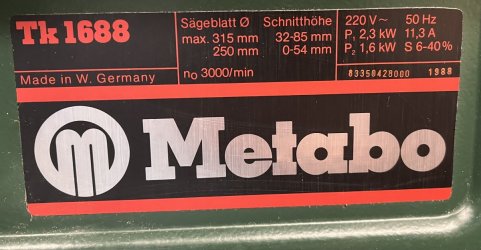 Tk 1688
Made in W. Germany
Sägeblatt Ø Schnitthöhe
max. 315 mm 32-85 mm
250 mm 0-54 mm
n₀ 3000/min
220 V~ 50 Hz
P₁ 2,3 kW 11,3 A
P₂ 1,6 kW S 6-40%
83350428000 1988
Metabo